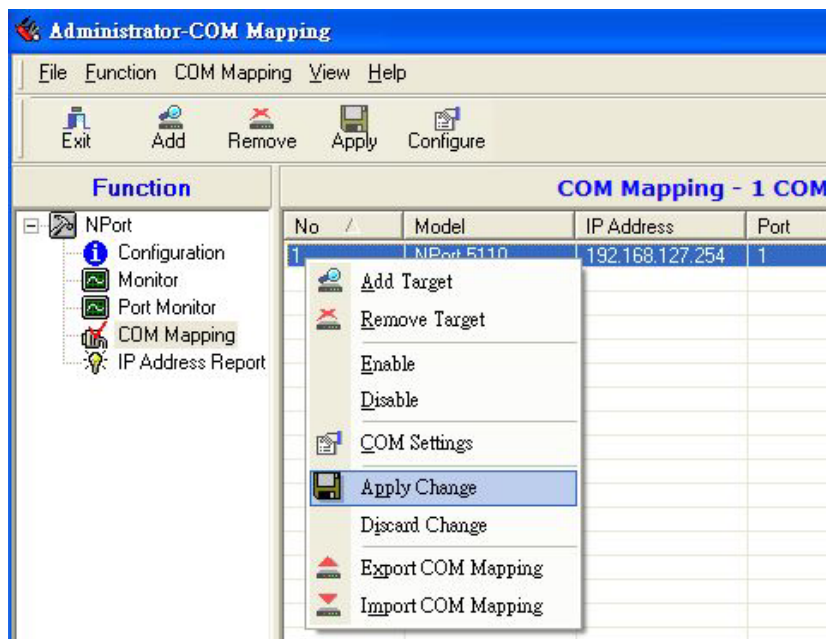 Administrator-COM Mapping
File Function COM Mapping View Help
Exit Add Remove Apply Configure
Function
COM Mapping - 1 COM
NPort
Configuration
Monitor
Port Monitor
COM Mapping
IP Address Report
No Model IP Address Port
1 NPort 5110 192.168.127.254 1
Add Target
Remove Target
Enable
Disable
COM Settings
Apply Change
Discard Change
Export COM Mapping
Import COM Mapping